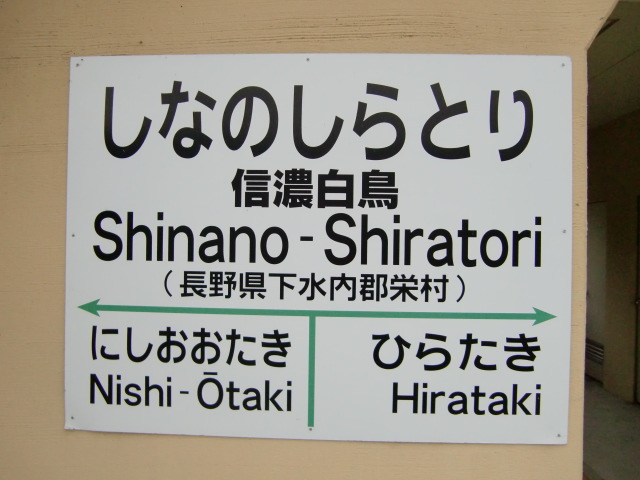 しなのしらとり
信濃白鳥
Shinano-Shiratori
（長野県下水内郡栄村）
にしおおたき ひらたき
Nishi-Ōtaki Hirataki